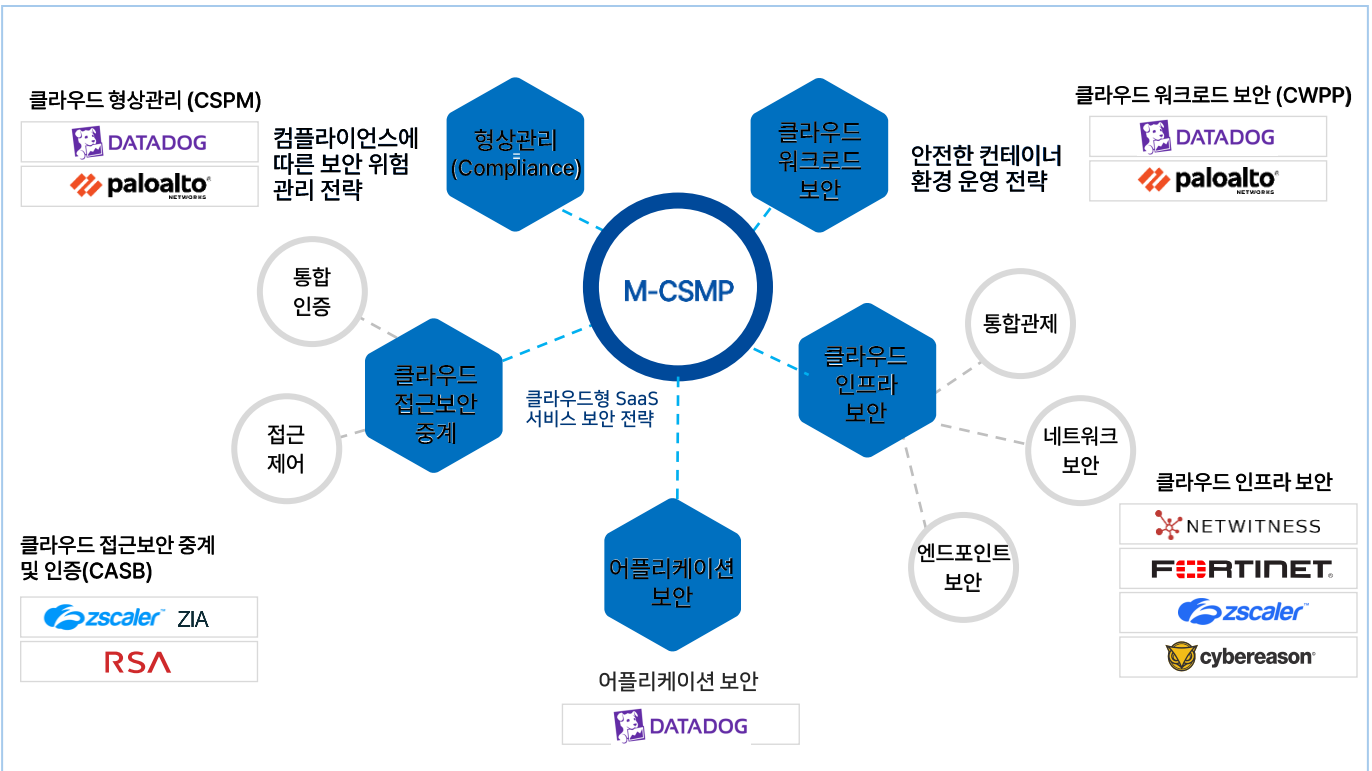 클라우드 형상관리 (CSPM)
DATADOG
paloalto
NETWORKS
컴플라이언스에
따른 보안 위험
관리 전략
형상관리
(Compliance)
클라우드
워크로드
보안
안전한 컨테이너
환경 운영 전략
클라우드 워크로드 보안 (CWPP)
DATADOG
paloalto
NETWORKS
M-CSMP
통합
인증
접근
제어
클라우드
접근보안
중계
클라우드형 SaaS
서비스 보안 전략
클라우드
인프라
보안
통합관제
네트워크
보안
엔드포인트
보안
클라우드 인프라 보안
NETWITNESS
FORTINET
zscaler
cybereason
클라우드 접근보안 중계
및 인증(CASB)
zscaler ZIA
RSA
어플리케이션
보안
어플리케이션 보안
DATADOG